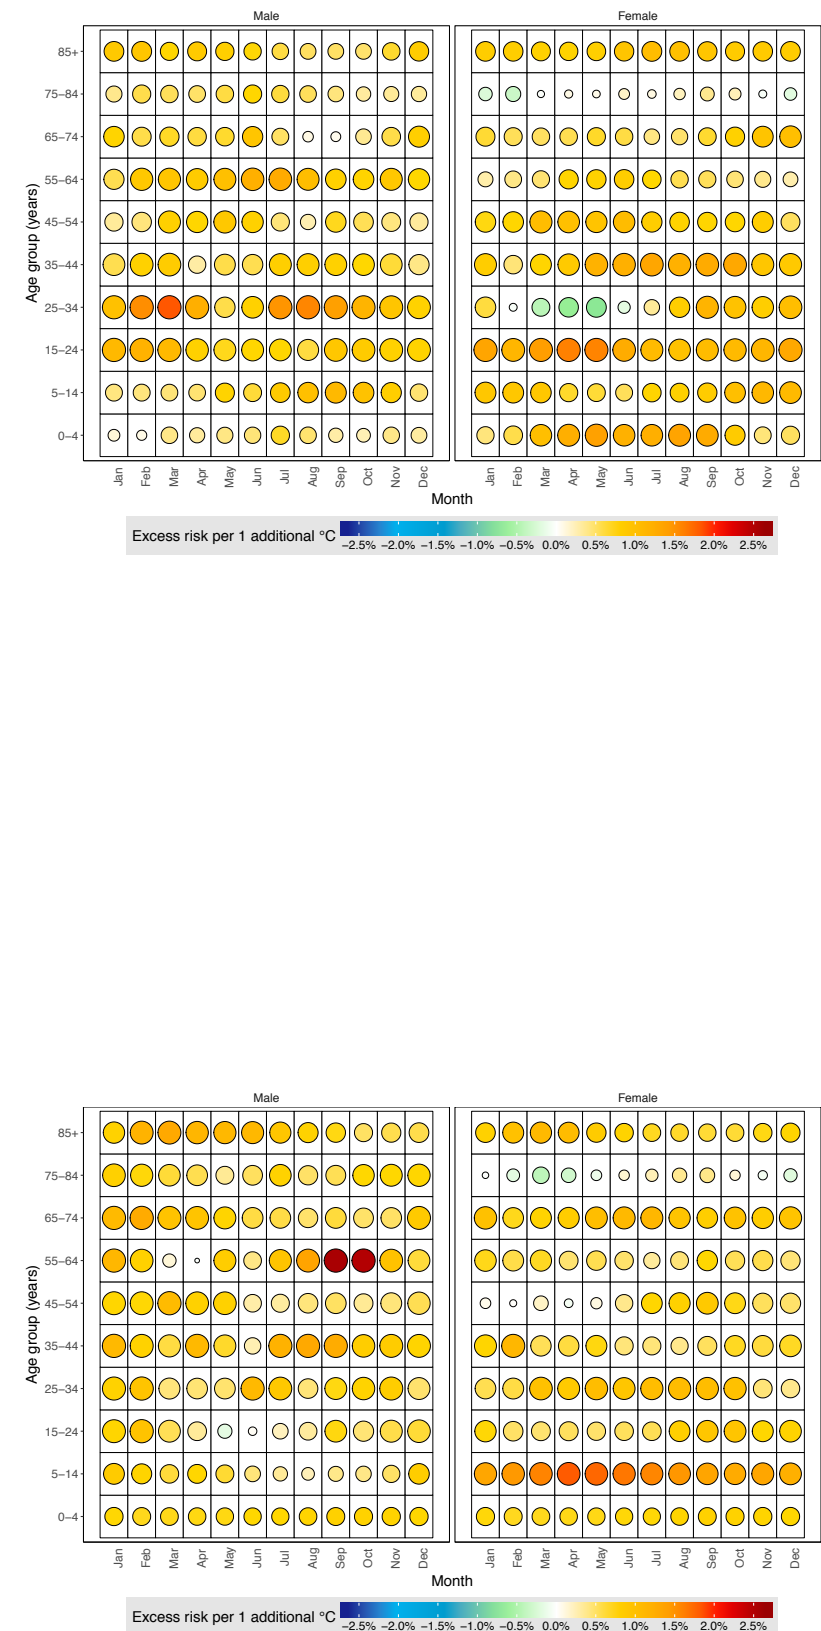 Male Female
Age group (years)
85+
75–84
65–74
55–64
45–54
35–44
25–34
15–24
5–14
0–4
Jan Feb Mar Apr May Jun Jul Aug Sep Oct Nov Dec Jan Feb Mar Apr May Jun Jul Aug Sep Oct Nov Dec
Month
Excess risk per 1 additional °C
−2.5% −2.0% −1.5% −1.0% −0.5% 0.0% 0.5% 1.0% 1.5% 2.0% 2.5%
Male Female
Age group (years)
85+
75–84
65–74
55–64
45–54
35–44
25–34
15–24
5–14
0–4
Jan Feb Mar Apr May Jun Jul Aug Sep Oct Nov Dec Jan Feb Mar Apr May Jun Jul Aug Sep Oct Nov Dec
Month
Excess risk per 1 additional °C
−2.5% −2.0% −1.5% −1.0% −0.5% 0.0% 0.5% 1.0% 1.5% 2.0% 2.5%